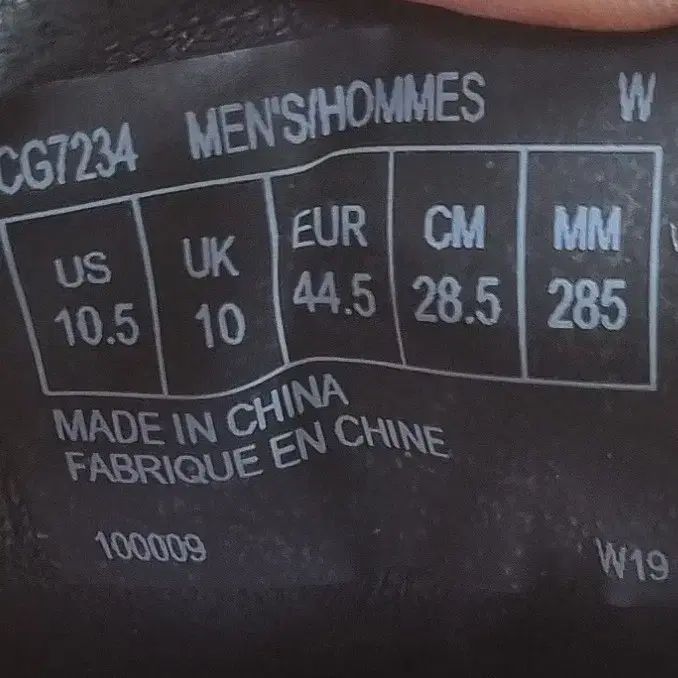 CG7234 MEN'S/HOMMES W
US UK EUR CM MM
10.5 10 44.5 28.5 285
MADE IN CHINA
FABRIQUE EN CHINE
100009 W19